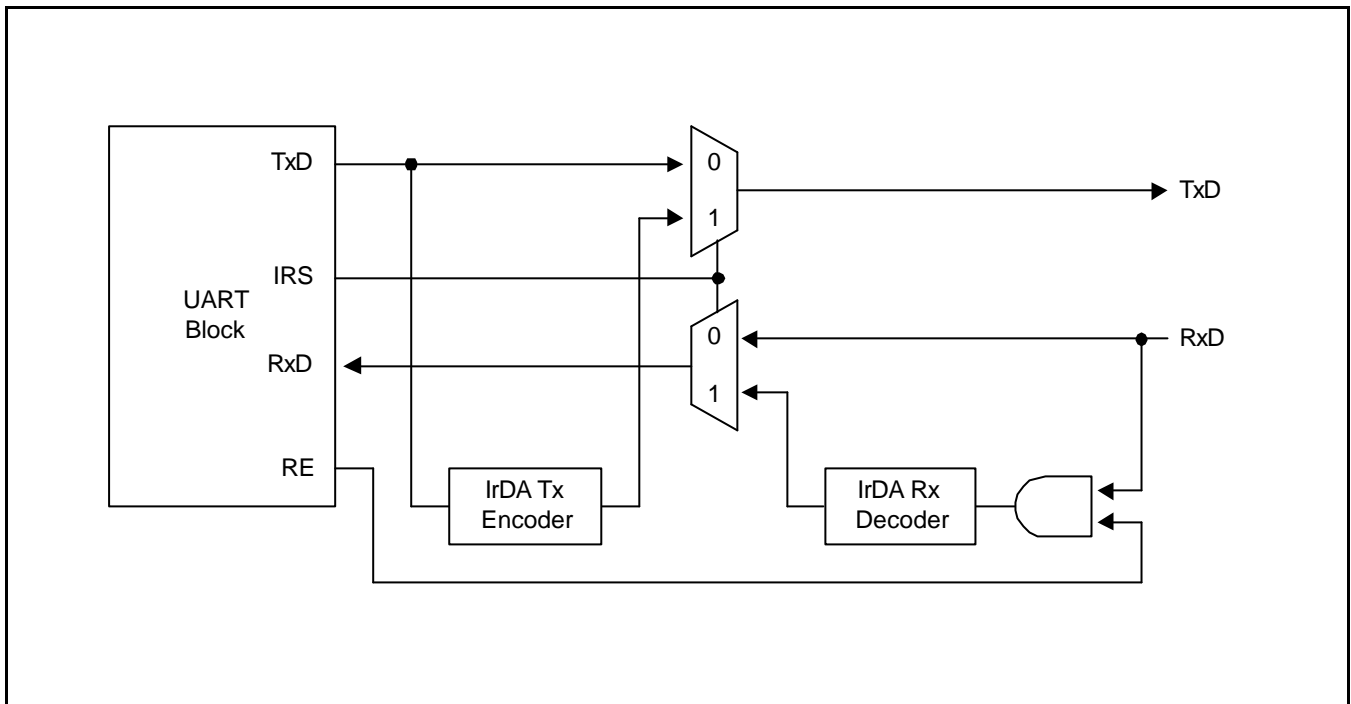 TxD
0
TxD
1
IRS
UART
Block
0
RxD
RxD
1
RE
IrDA Tx
Encoder
IrDA Rx
Decoder